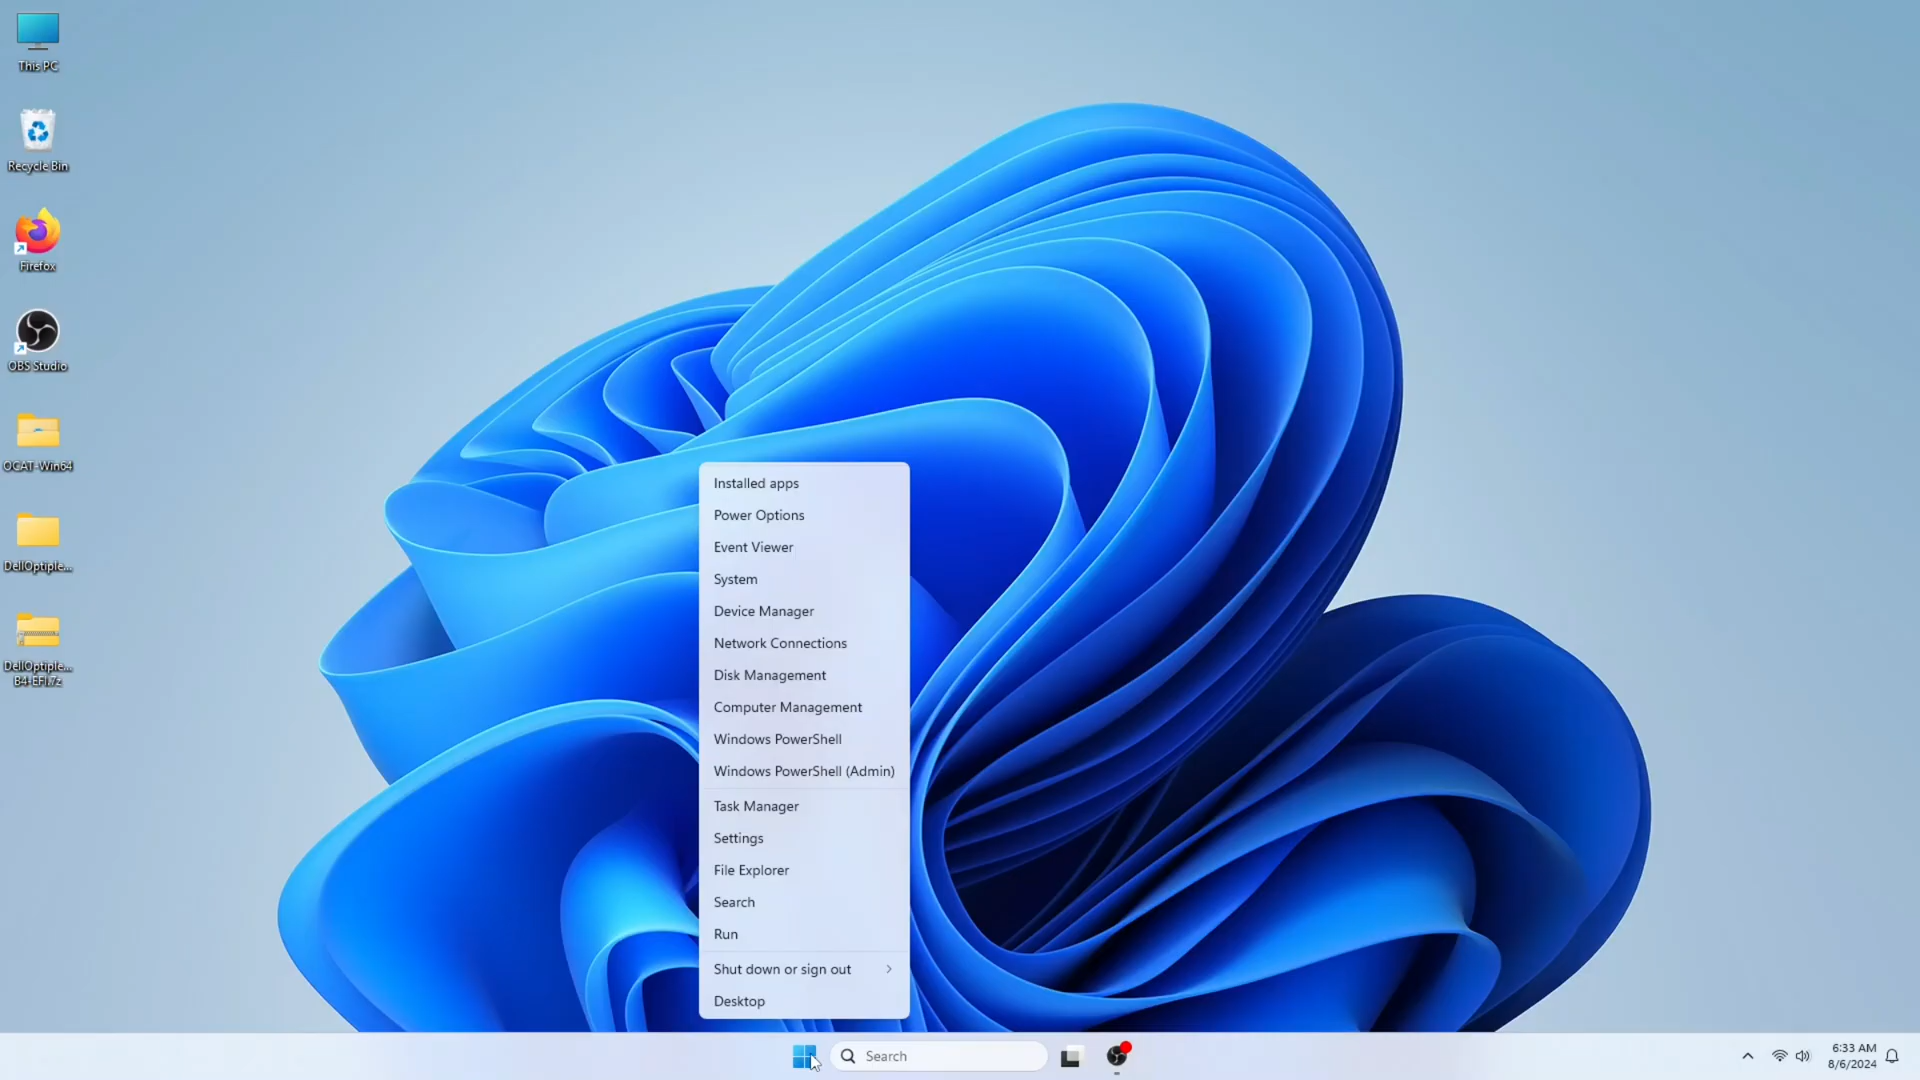 This PC
Recycle Bin
Firefox
OBS Studio
OCAT-Win64
DellOptiple...
DellOptiple...
B4-EFI.7z
Installed apps
Power Options
Event Viewer
System
Device Manager
Network Connections
Disk Management
Computer Management
Windows PowerShell
Windows PowerShell (Admin)
Task Manager
Settings
File Explorer
Search
Run
Shut down or sign out
Desktop
Search
6:33 AM
8/6/2024